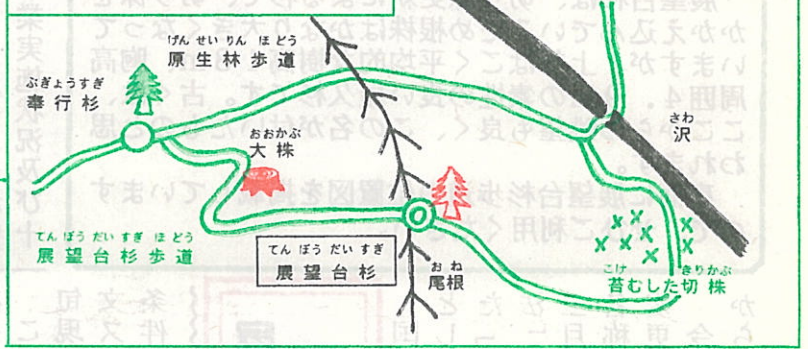 げんせいりんほどう
原生林歩道
ぶぎょうすぎ
奉行杉
おおかぶ
大株
さわ
沢
てんぼうだいすぎほどう
展望台杉歩道
てんぼうだいすぎ
展望台杉
おね
尾根
こけ きりかぶ
苔むした切株